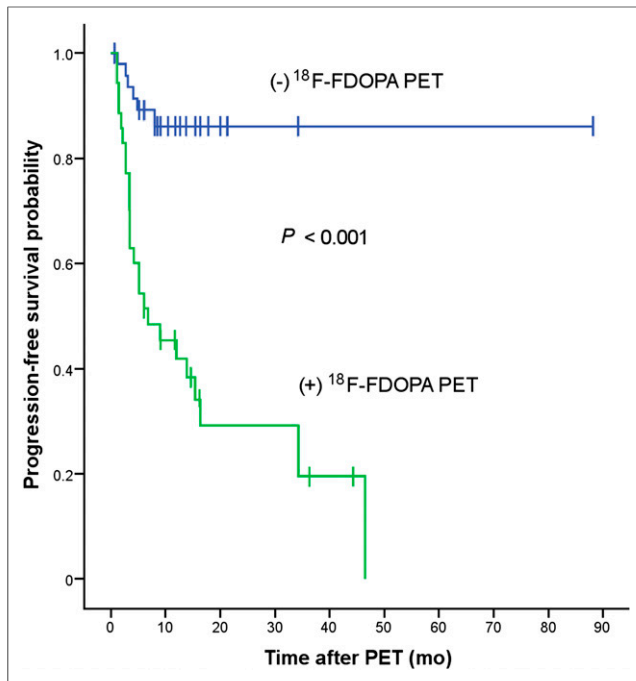 1.0
(-) ¹⁸F-FDOPA PET
0.8
P < 0.001
0.6
Progression-free survival probability
0.4
(+) ¹⁸F-FDOPA PET
0.2
0
0 10 20 30 40 50 60 70 80 90
Time after PET (mo)